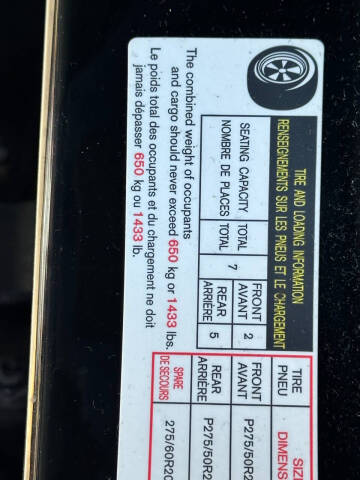 TIRE AND LOADING INFORMATION
RENSEIGNEMENTS SUR LES PNEUS ET LE CHARGEMENT
SEATING CAPACITY TOTAL 7 FRONT 2 REAR 5
NOMBRE DE PLACES TOTAL AVANT ARRIÈRE
The combined weight of occupants
and cargo should never exceed 650 kg or 1433 lbs.
Le poids total des occupants et du chargement ne doit
jamais dépasser 650 kg ou 1433 lb.
TIRE
PNEU
FRONT P275/50R2
AVANT
REAR P275/50R2
ARRIÈRE
SPARE 275/60R20
DE SECOURS